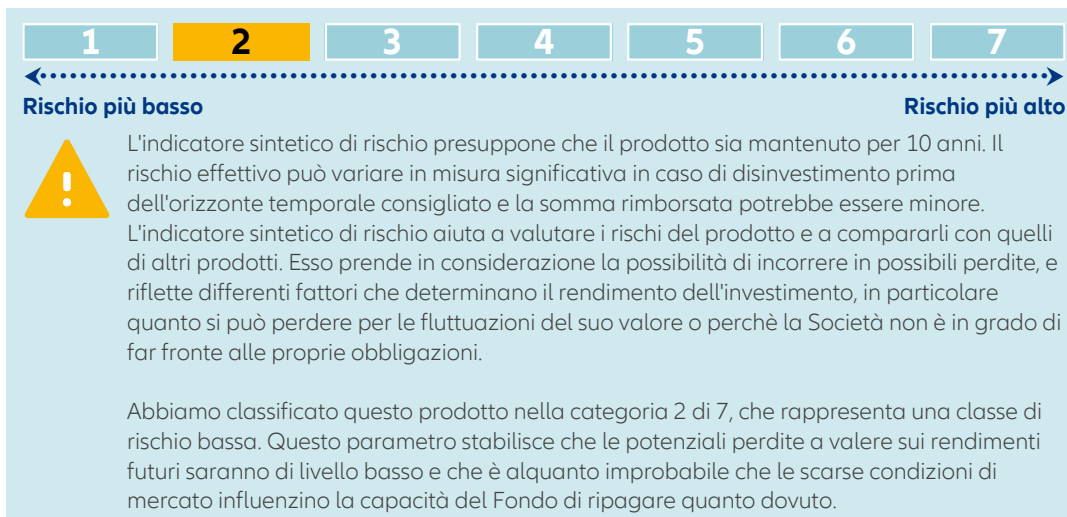 1 2 3 4 5 6 7
Rischio più basso Rischio più alto
L'indicatore sintetico di rischio presuppone che il prodotto sia mantenuto per 10 anni. Il
rischio effettivo può variare in misura significativa in caso di disinvestimento prima
dell'orizzonte temporale consigliato e la somma rimborsata potrebbe essere minore.
L'indicatore sintetico di rischio aiuta a valutare i rischi del prodotto e a compararli con quelli
di altri prodotti. Esso prende in considerazione la possibilità di incorrere in possibili perdite, e
riflette differenti fattori che determinano il rendimento dell'investimento, in particolare
quanto si può perdere per le fluttuazioni del suo valore o perchè la Società non è in grado di
far fronte alle proprie obbligazioni.
Abbiamo classificato questo prodotto nella categoria 2 di 7, che rappresenta una classe di
rischio bassa. Questo parametro stabilisce che le potenziali perdite a valere sui rendimenti
futuri saranno di livello basso e che è alquanto improbabile che le scarse condizioni di
mercato influenzino la capacità del Fondo di ripagare quanto dovuto.